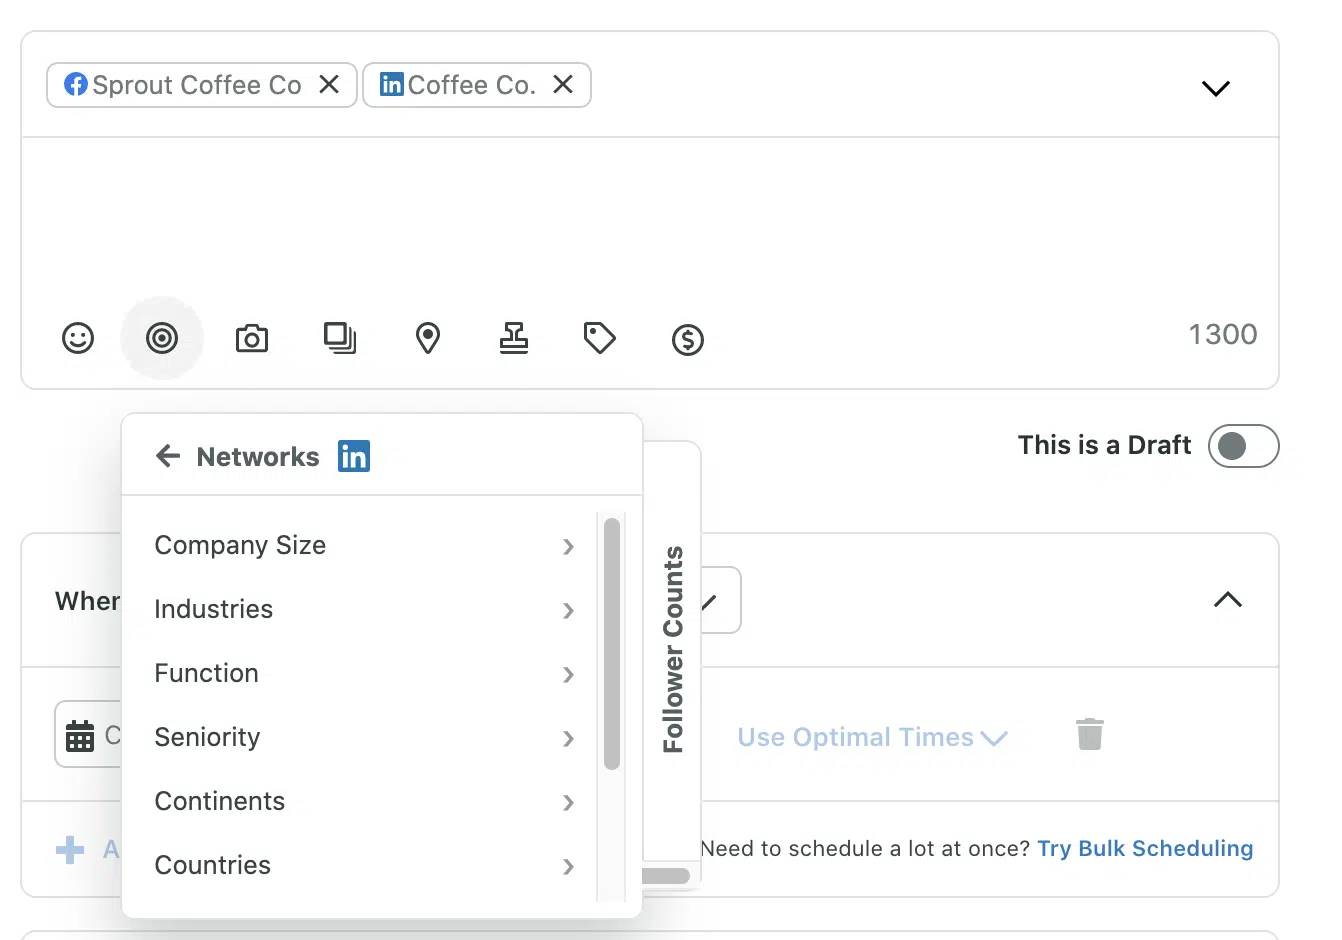 Sprout Coffee Co
Coffee Co.
1300
This is a Draft
Networks
Company Size
Industries
Function
Seniority
Continents
Countries
Follower Counts
Use Optimal Times
Need to schedule a lot at once? Try Bulk Scheduling